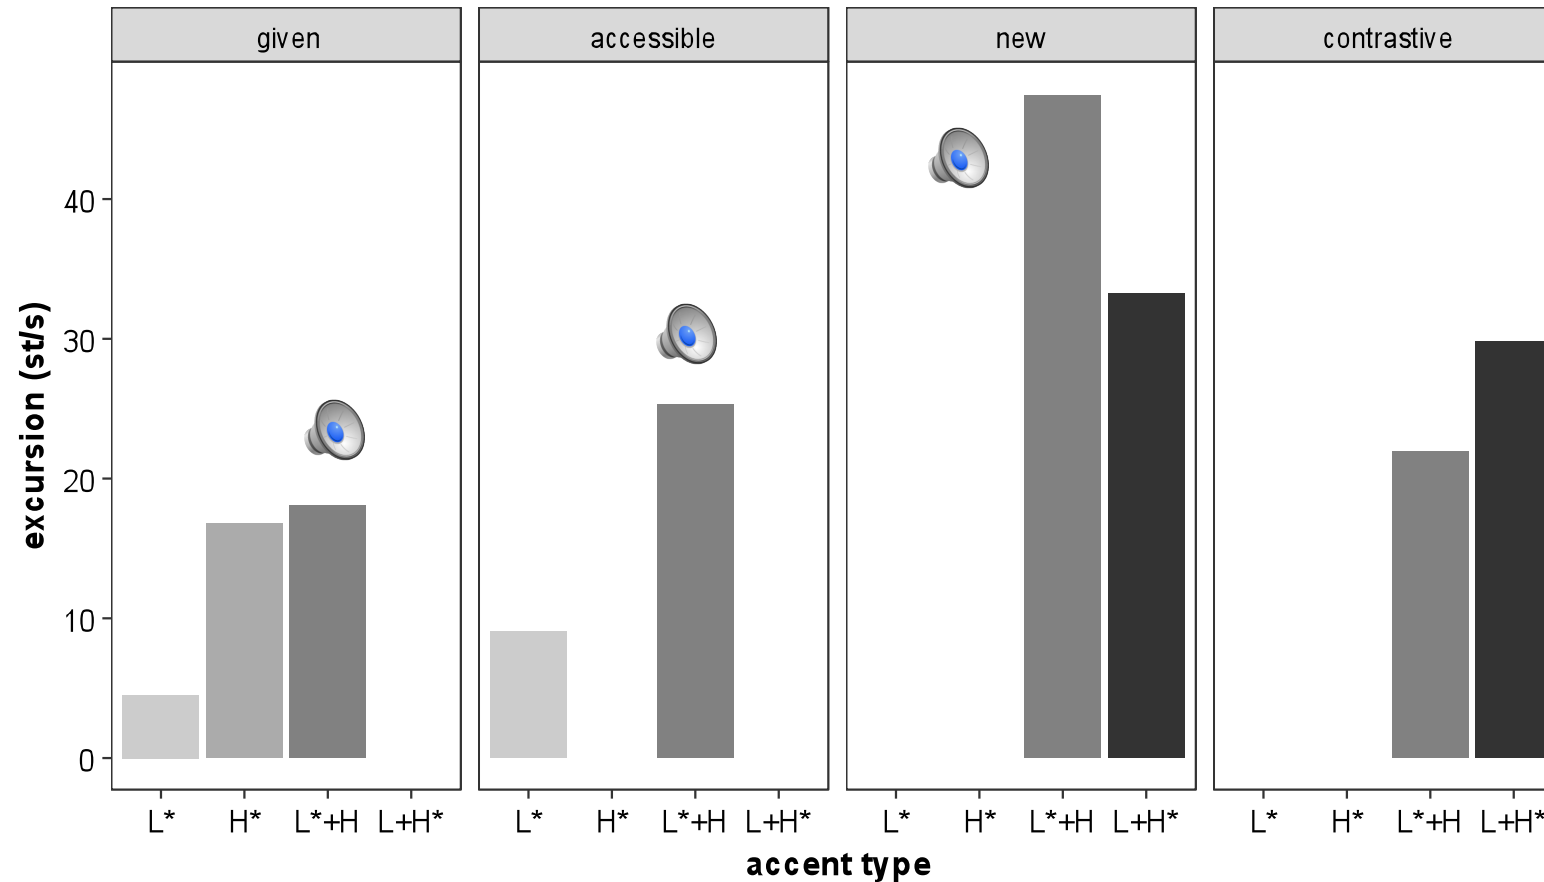 given accessible new contrastive
40
30
20
10
0
excursion (st/s)
L* H* L*+H L+H* L* H* L*+H L+H* L* H* L*+H L+H* L* H* L*+H L+H*
accent type